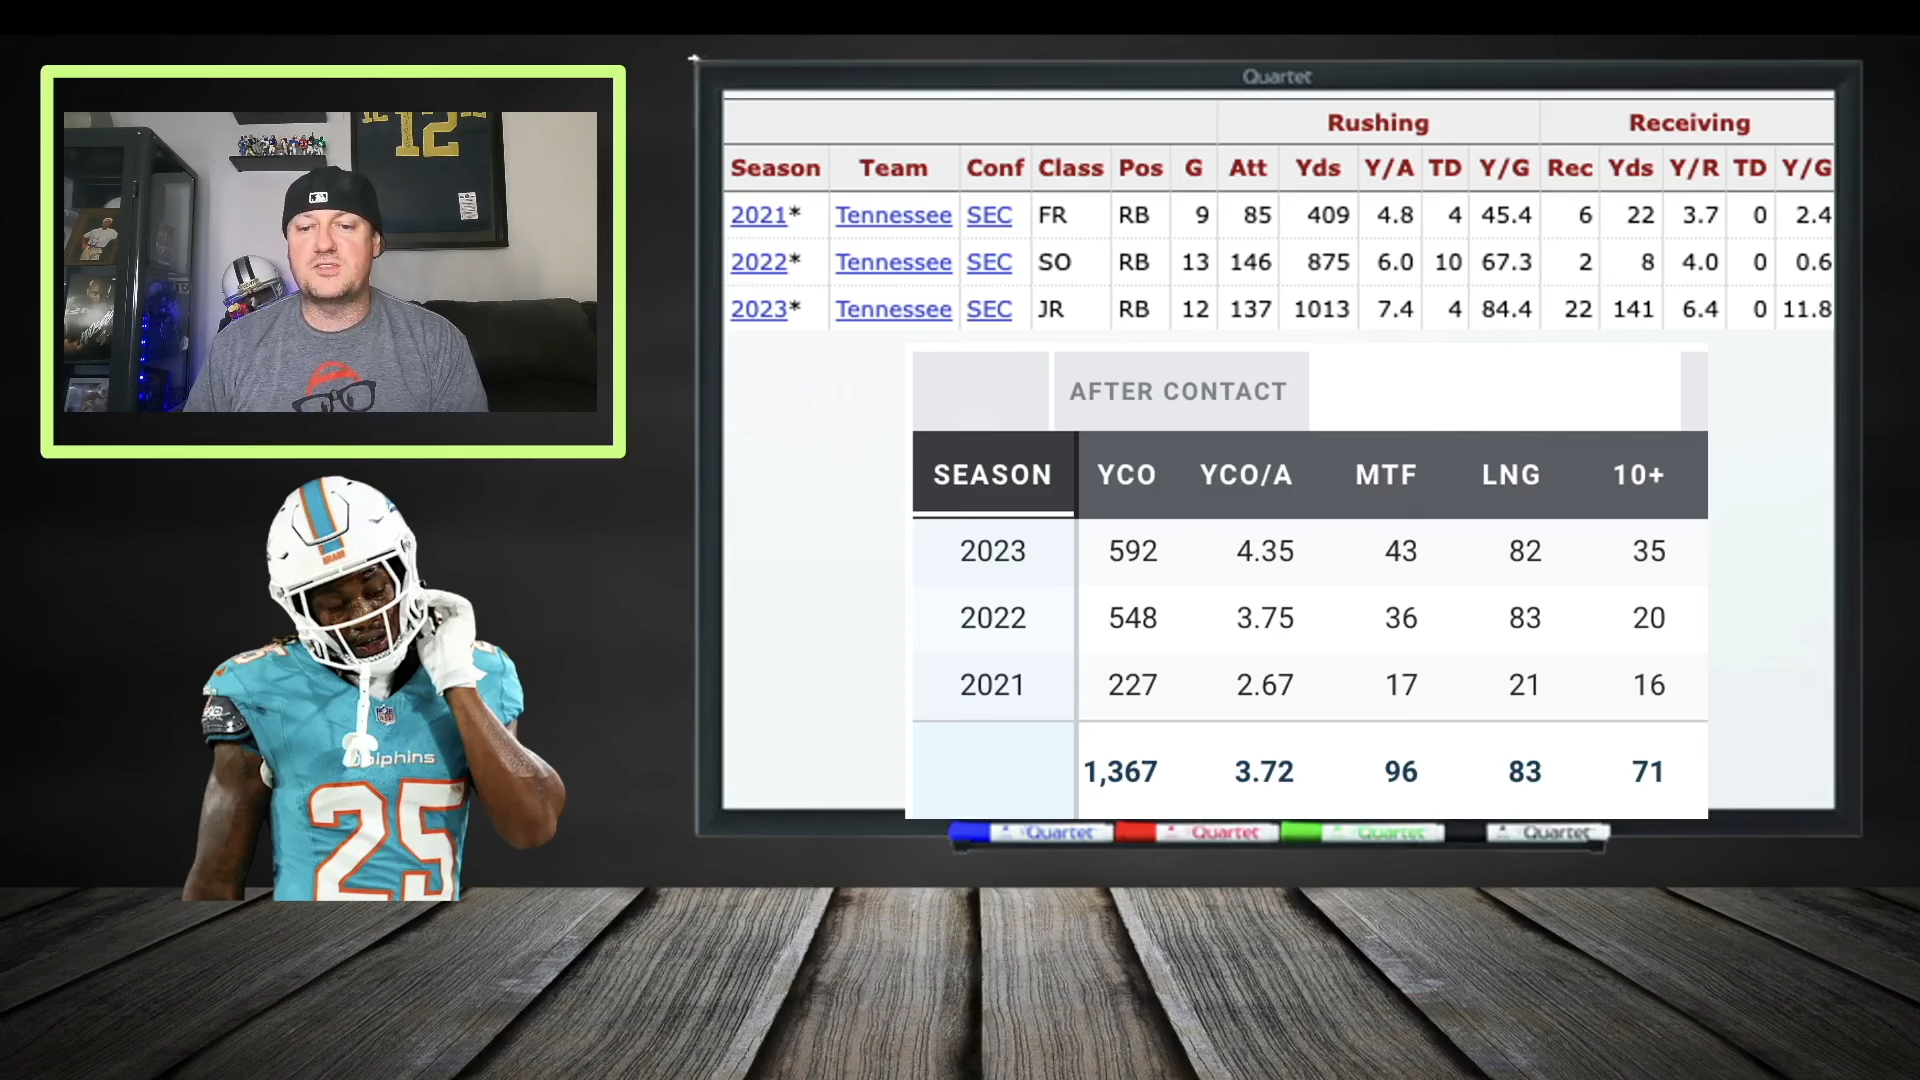 12
Quartet
Rushing Receiving
Season Team Conf Class Pos G Att Yds Y/A TD Y/G Rec Yds Y/R TD Y/G
2021* Tennessee SEC FR RB 9 85 409 4.8 4 45.4 6 22 3.7 0 2.4
2022* Tennessee SEC SO RB 13 146 875 6.0 10 67.3 2 8 4.0 0 0.6
2023* Tennessee SEC JR RB 12 137 1013 7.4 4 84.4 22 141 6.4 0 11.8
AFTER CONTACT
SEASON YCO YCO/A MTF LNG 10+
2023 592 4.35 43 82 35
2022 548 3.75 36 83 20
2021 227 2.67 17 21 16
1,367 3.72 96 83 71
Quartet Quartet Quartet Quartet
MIAMI
NFL
Dolphins
25